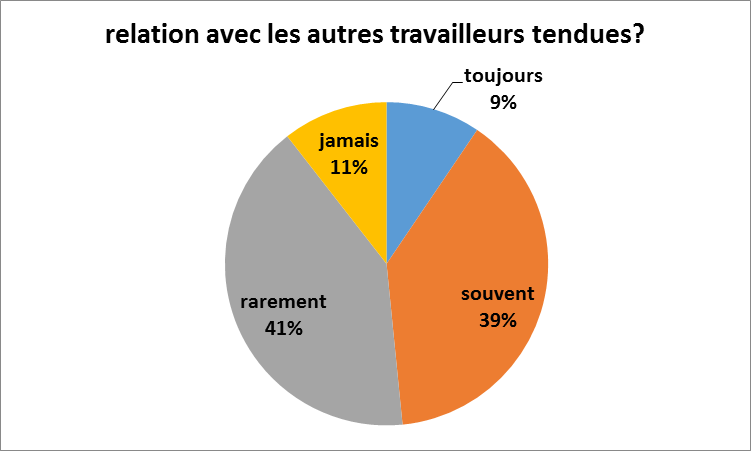 relation avec les autres travailleurs tendues?
toujours
9%
jamais
11%
souvent
39%
rarement
41%